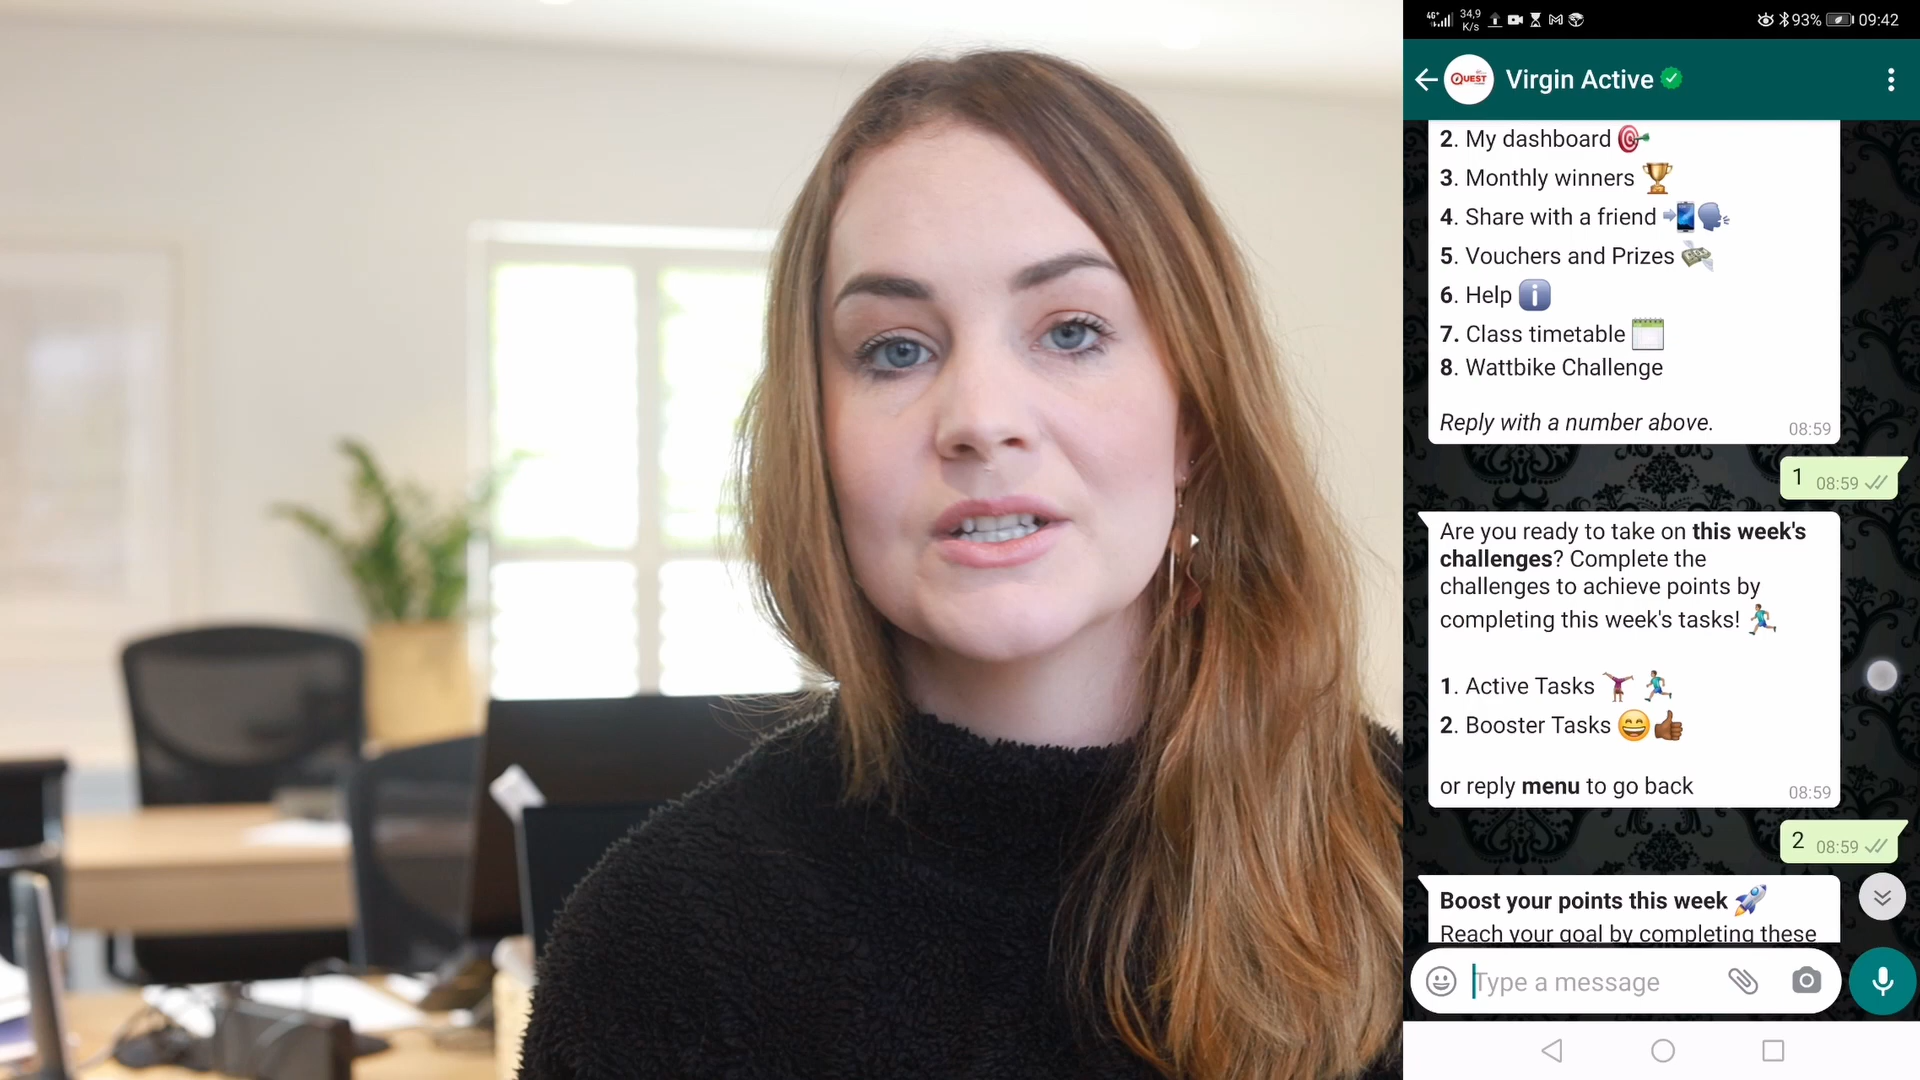 4G+
34,9
K/s
93%
09:42
QUEST
Virgin Active
2. My dashboard
3. Monthly winners
4. Share with a friend
5. Vouchers and Prizes
6. Help
7. Class timetable
8. Wattbike Challenge
Reply with a number above.
08:59
1 08:59
Are you ready to take on this week's
challenges? Complete the
challenges to achieve points by
completing this week's tasks!
1. Active Tasks
2. Booster Tasks
or reply menu to go back
08:59
2 08:59
Boost your points this week
Reach your goal by completing these
Type a message